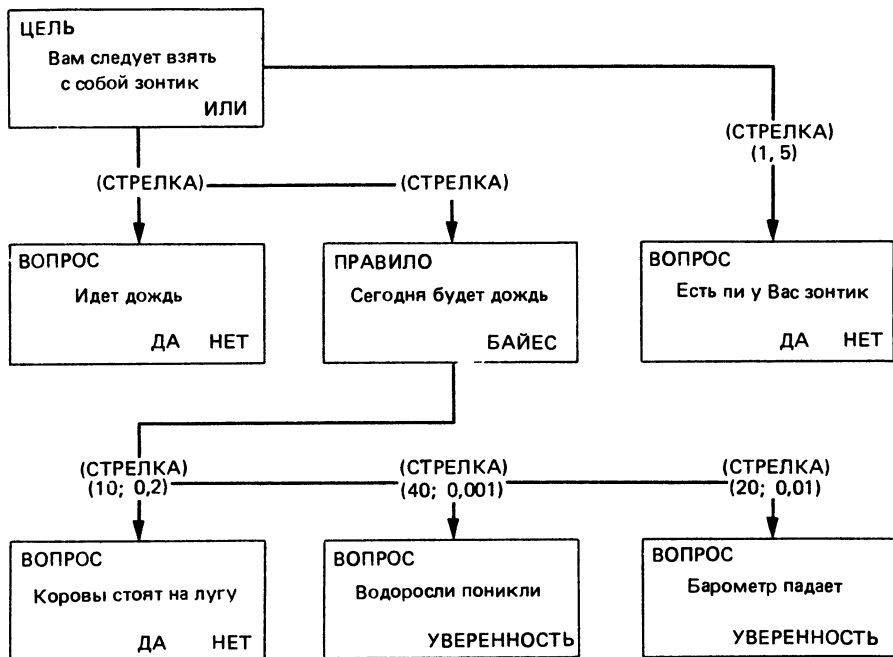 ЦЕЛЬ
Вам следует взять
с собой зонтик
ИЛИ
(СТРЕЛКА)
(1, 5)
(СТРЕЛКА)
(СТРЕЛКА)
ВОПРОС
Идет дождь
ДА НЕТ
ПРАВИЛО
Сегодня будет дождь
БАЙЕС
ВОПРОС
Есть пи у Вас зонтик
ДА НЕТ
(СТРЕЛКА)
(10; 0,2)
(СТРЕЛКА)
(40; 0,001)
(СТРЕЛКА)
(20; 0,01)
ВОПРОС
Коровы стоят на лугу
ДА НЕТ
ВОПРОС
Водоросли поникли
УВЕРЕННОСТЬ
ВОПРОС
Барометр падает
УВЕРЕННОСТЬ